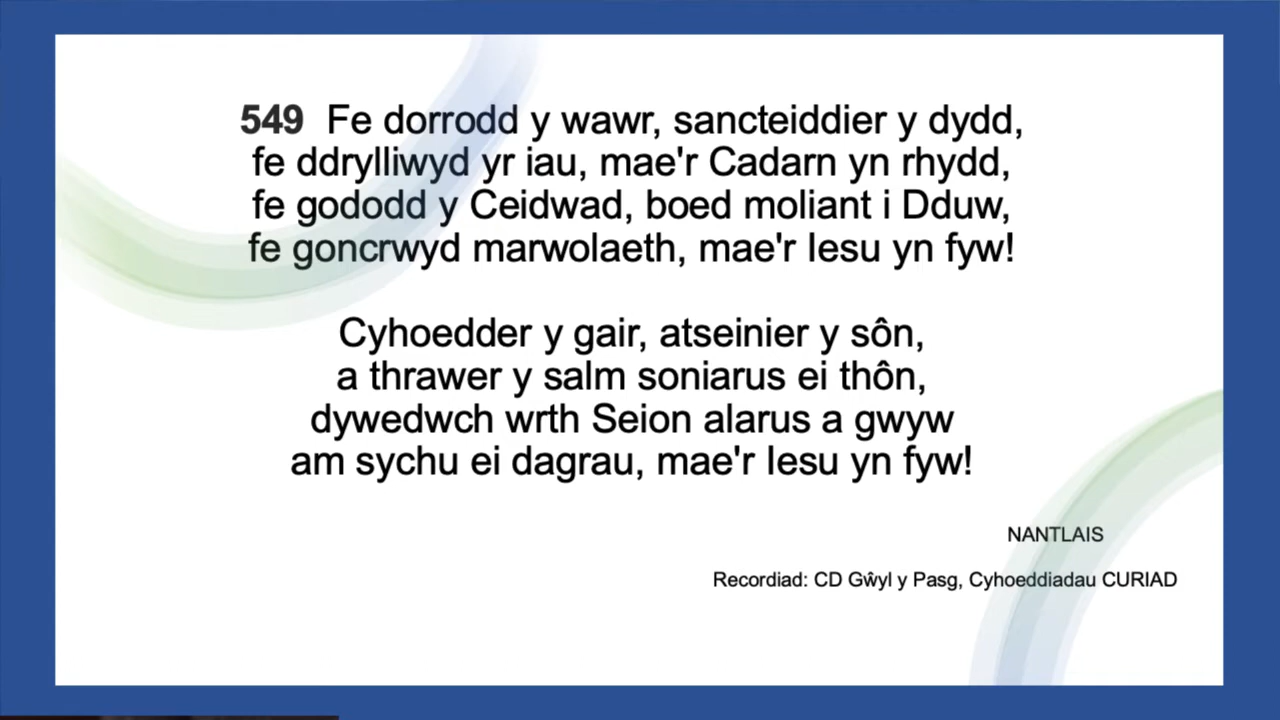 549 Fe dorrodd y wawr, sancteiddier y dydd,
fe ddrylliwyd yr iau, mae'r Cadarn yn rhydd,
fe gododd y Ceidwad, boed moliant i Dduw,
fe goncrwyd marwolaeth, mae'r Iesu yn fyw!
Cyhoedder y gair, atseinier y sôn,
a thrawer y salm soniarus ei thôn,
dywedwch wrth Seion alarus a gwyw
am sychu ei dagrau, mae'r Iesu yn fyw!
NANTLAIS
Recordiad: CD Gŵyl y Pasg, Cyhoeddiadau CURIAD